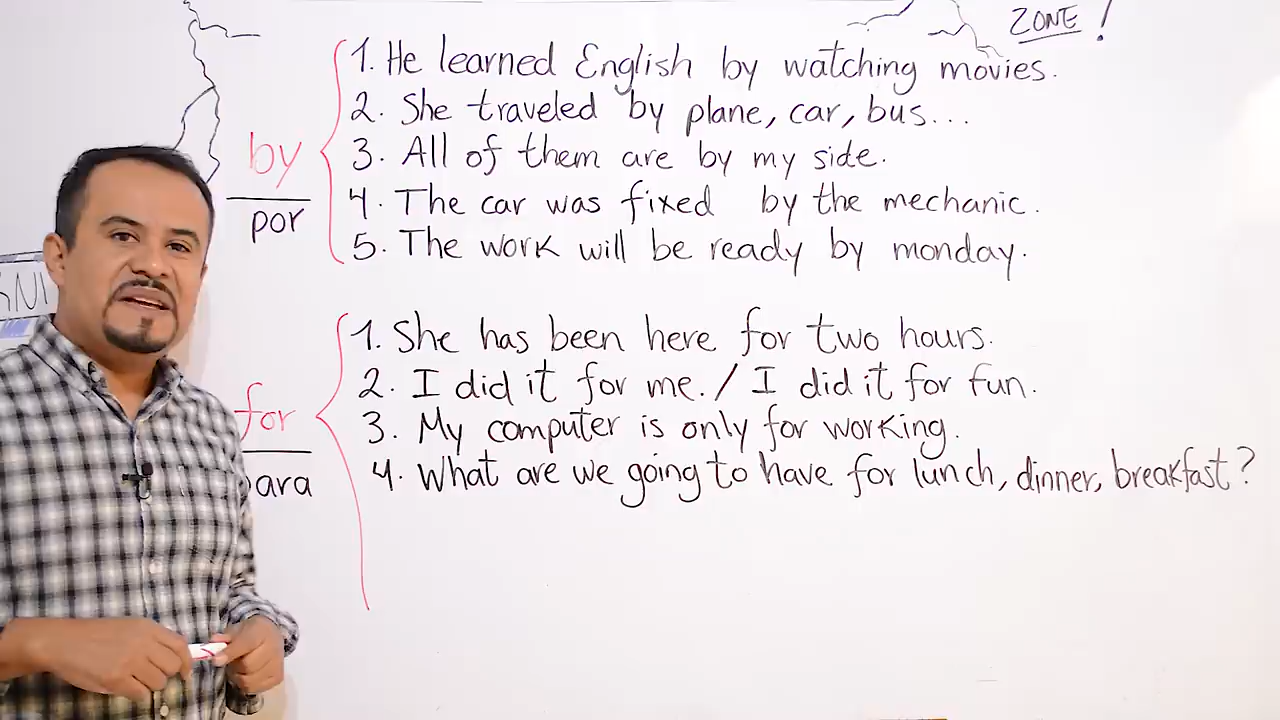 ZONE!
by
por
1. He learned English by watching movies.
2. She traveled by plane, car, bus...
3. All of them are by my side.
4. The car was fixed by the mechanic.
5. The work will be ready by monday.
for
1. She has been here for two hours.
2. I did it for me. / I did it for fun.
3. My computer is only for working.
4. What are we going to have for lunch, dinner, breakfast?